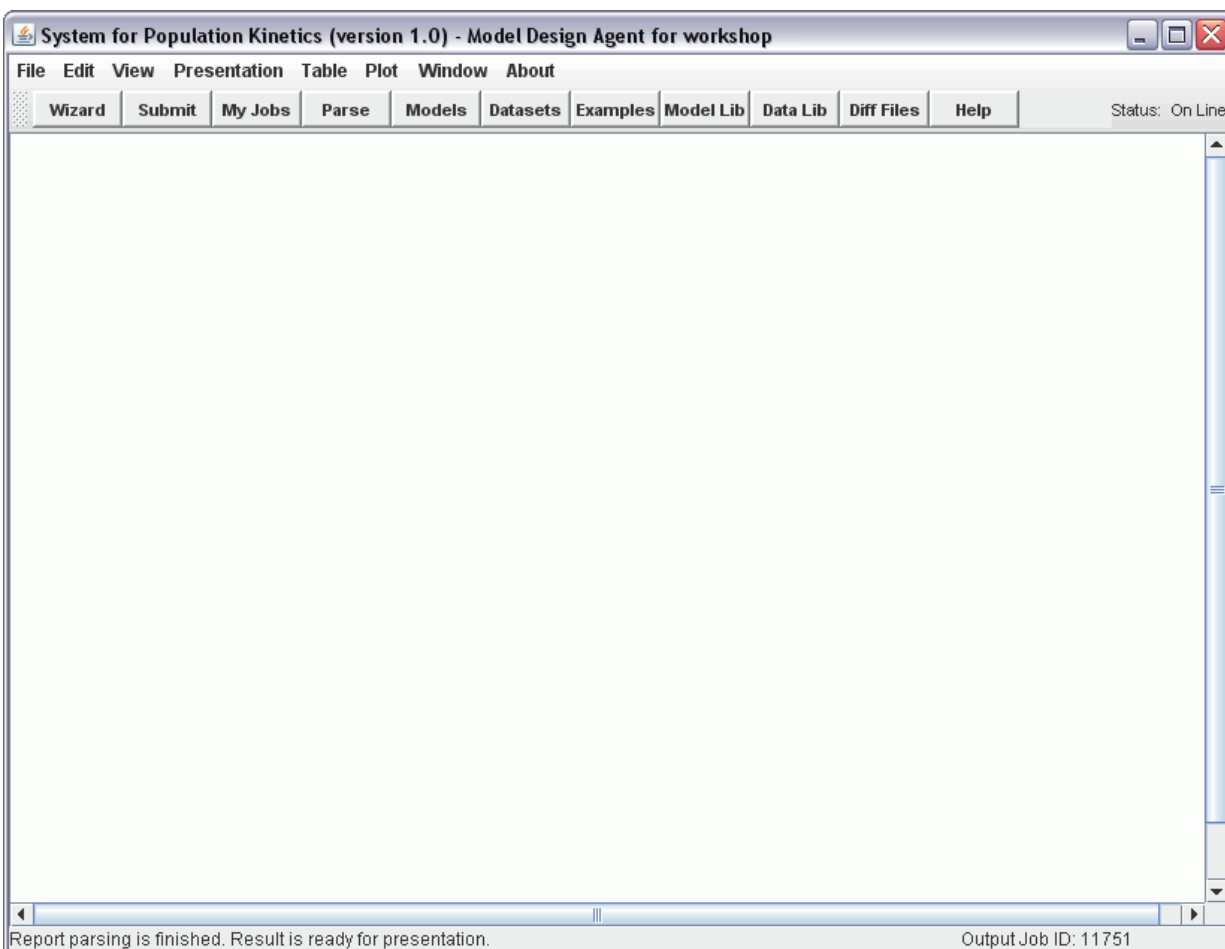 System for Population Kinetics (version 1.0) - Model Design Agent for workshop
File Edit View Presentation Table Plot Window About
Wizard Submit My Jobs Parse Models Datasets Examples Model Lib Data Lib Diff Files Help Status: On Line
Report parsing is finished. Result is ready for presentation. Output Job ID: 11751